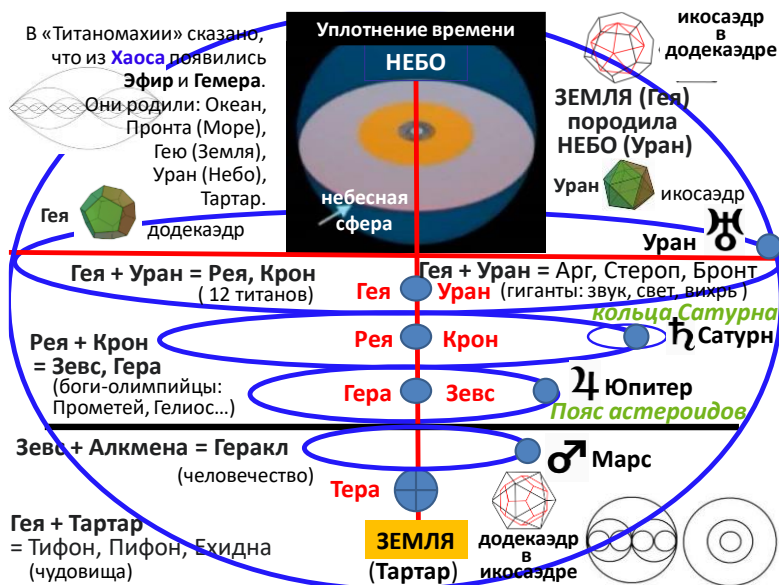 В «Титаномахии» сказано,
что из Хаоса появились
Эфир и Гемера.
Они родили: Океан,
Пронта (Море),
Гею (Земля),
Уран (Небо),
Тартар.
Уплотнение времени
НЕБО
небесная
сфера
икосаэдр
в
додекаэдре
ЗЕМЛЯ (Гея)
породила
НЕБО (Уран)
Уран
икосаэдр
Гея
додекаэдр
Уран ♅
Гея + Уран = Рея, Крон
( 12 титанов)
Гея + Уран = Арг, Стероп, Бронт
(гиганты: звук, свет, вихрь )
Гея Уран
кольца Сатурна
Рея Крон
♄ Сатурн
Рея + Крон
= Зевс, Гера
(боги-олимпийцы:
Прометей, Гелиос…)
Гера Зевс
♃ Юпитер
Пояс астероидов
Зевс + Алкмена = Геракл
(человечество)
♂ Марс
Тера
Гея + Тартар
= Тифон, Пифон, Ехидна
(чудовища)
ЗЕМЛЯ
(Тартар)
додекаэдр
в
икосаэдре